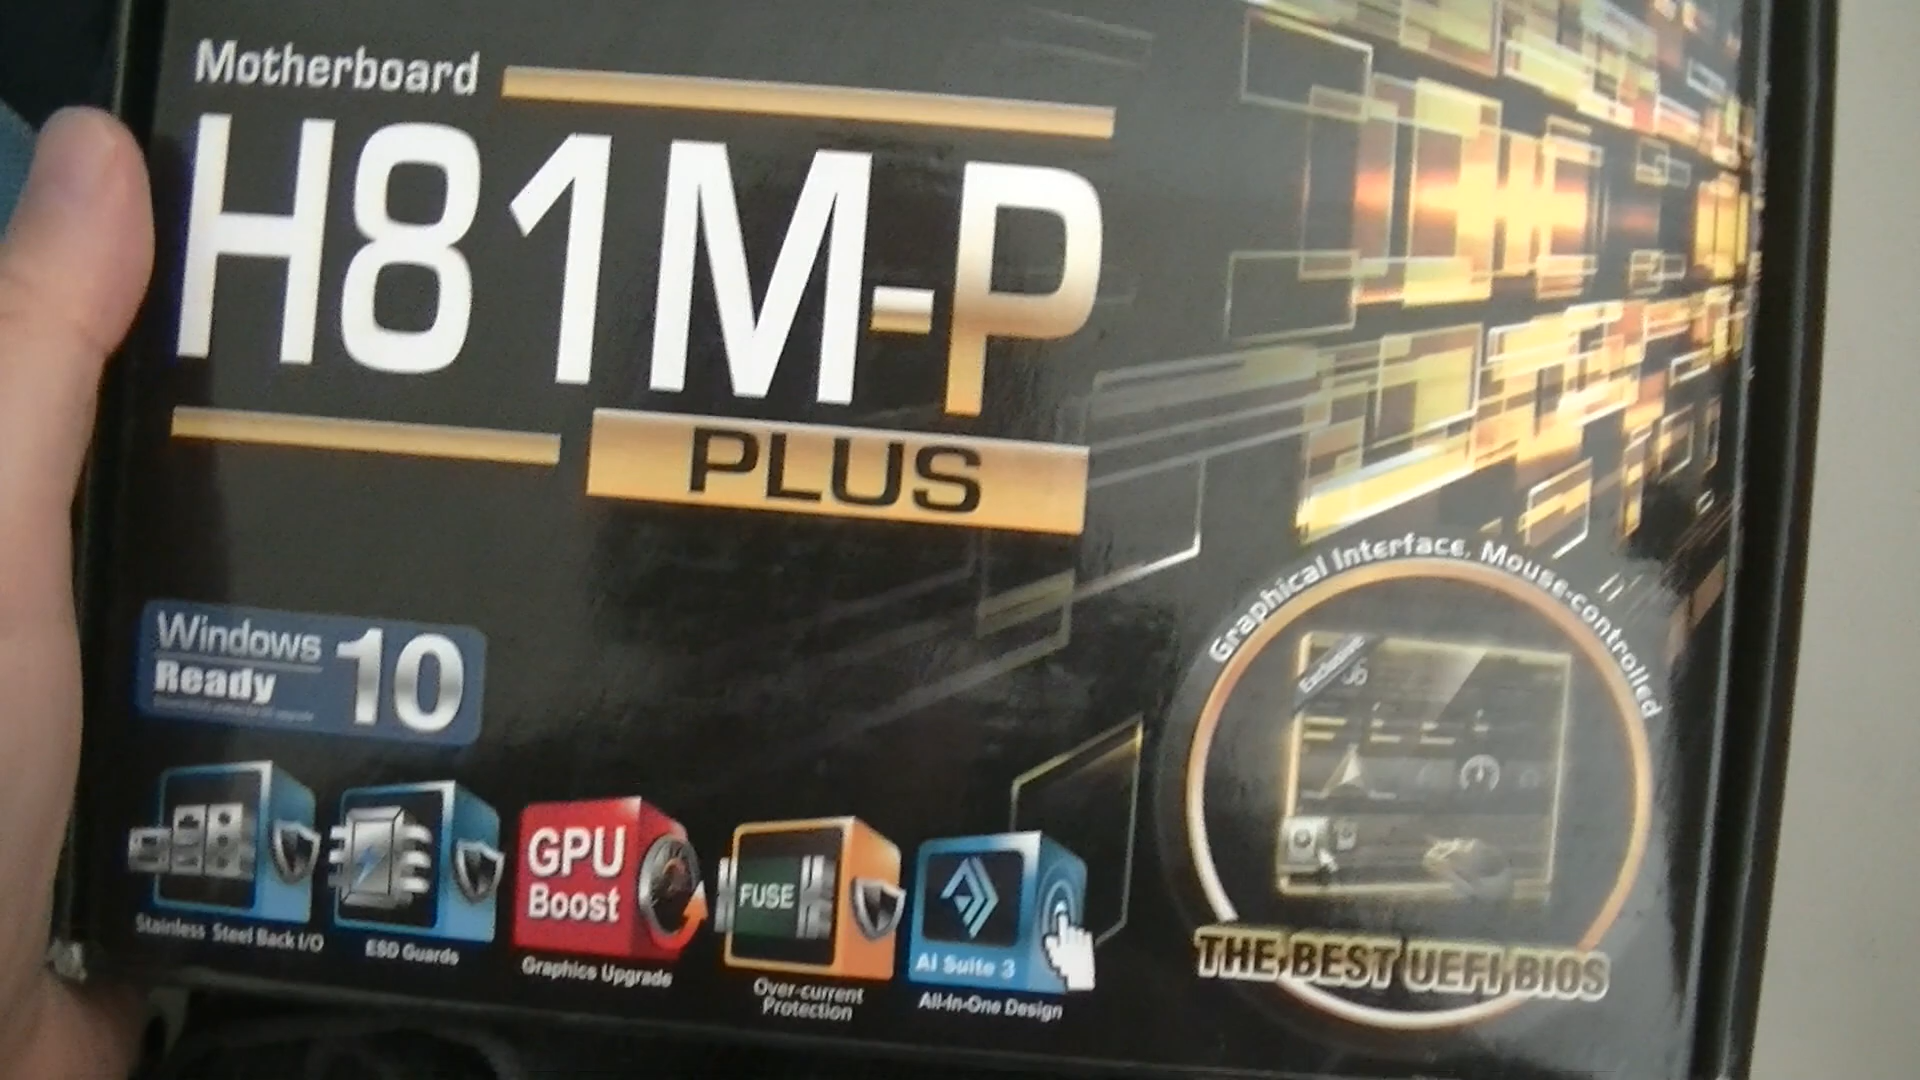 Motherboard
H81M-P
PLUS
Graphical Interface, Mouse-controlled
Exclusive
Windows
Ready
10
GPU
Boost
FUSE
AI Suite 3
Stainless Steel Back I/O
ESD Guards
Graphics Upgrade
Over-current
Protection
All-In-One Design
THE BEST UEFI BIOS